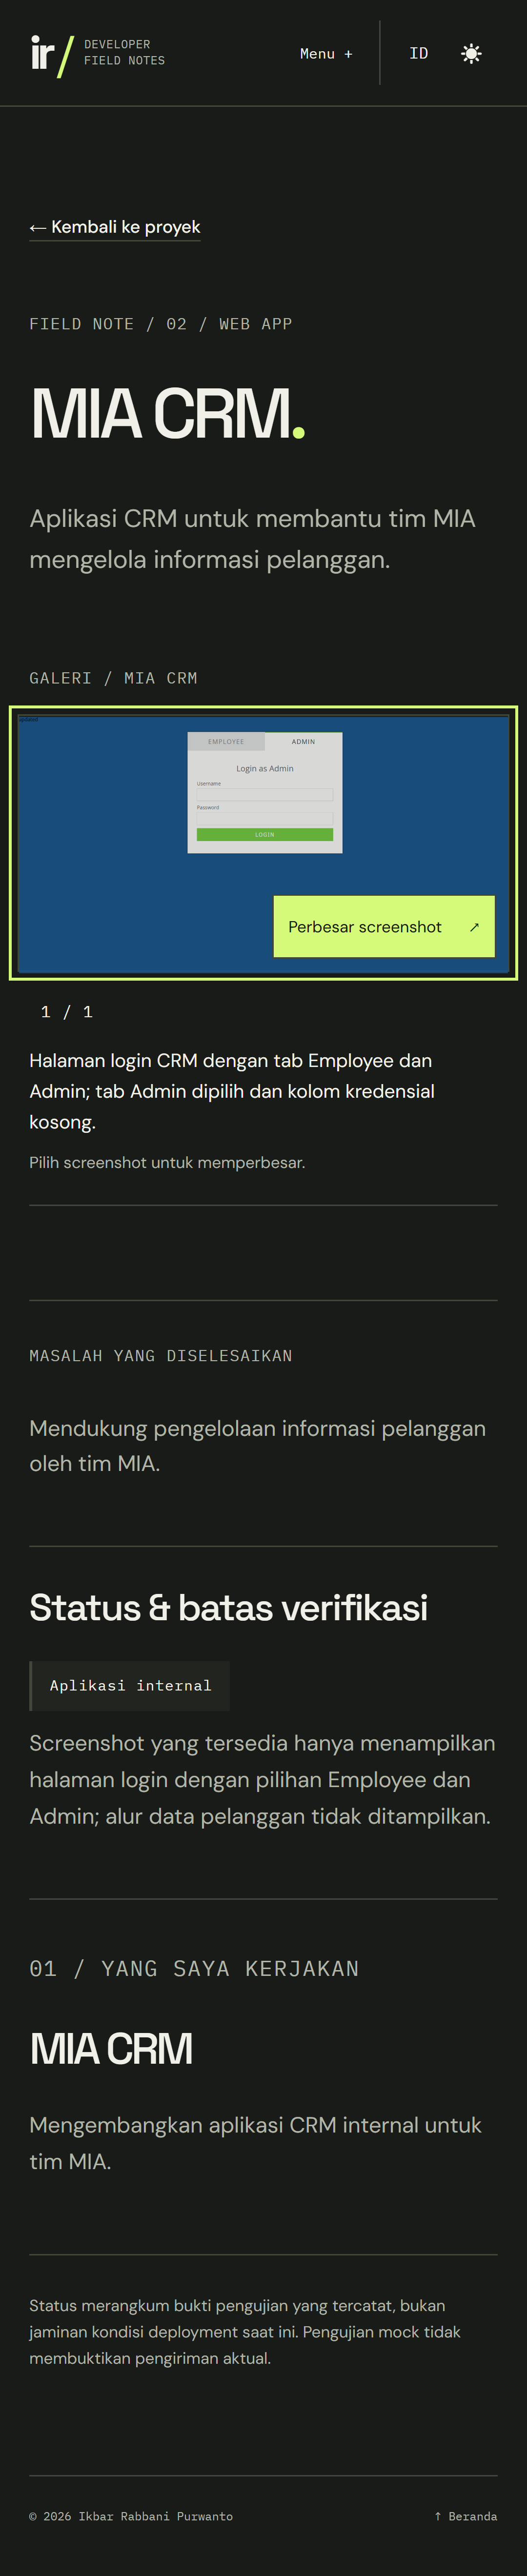 ir/ DEVELOPER
FIELD NOTES
Menu +
ID
← Kembali ke proyek
FIELD NOTE / 02 / WEB APP
MIA CRM.
Aplikasi CRM untuk membantu tim MIA
mengelola informasi pelanggan.
GALERI / MIA CRM
EMPLOYEE
ADMIN
Login as Admin
Username
Password
LOGIN
Perbesar screenshot ↗
1 / 1
Halaman login CRM dengan tab Employee dan
Admin; tab Admin dipilih dan kolom kredensial
kosong.
Pilih screenshot untuk memperbesar.
MASALAH YANG DISELESAIKAN
Mendukung pengelolaan informasi pelanggan
oleh tim MIA.
Status & batas verifikasi
Aplikasi internal
Screenshot yang tersedia hanya menampilkan
halaman login dengan pilihan Employee dan
Admin; alur data pelanggan tidak ditampilkan.
01 / YANG SAYA KERJAKAN
MIA CRM
Mengembangkan aplikasi CRM internal untuk
tim MIA.
Status merangkum bukti pengujian yang tercatat, bukan
jaminan kondisi deployment saat ini. Pengujian mock tidak
membuktikan pengiriman aktual.
© 2026 Ikbar Rabbani Purwanto
↑ Beranda